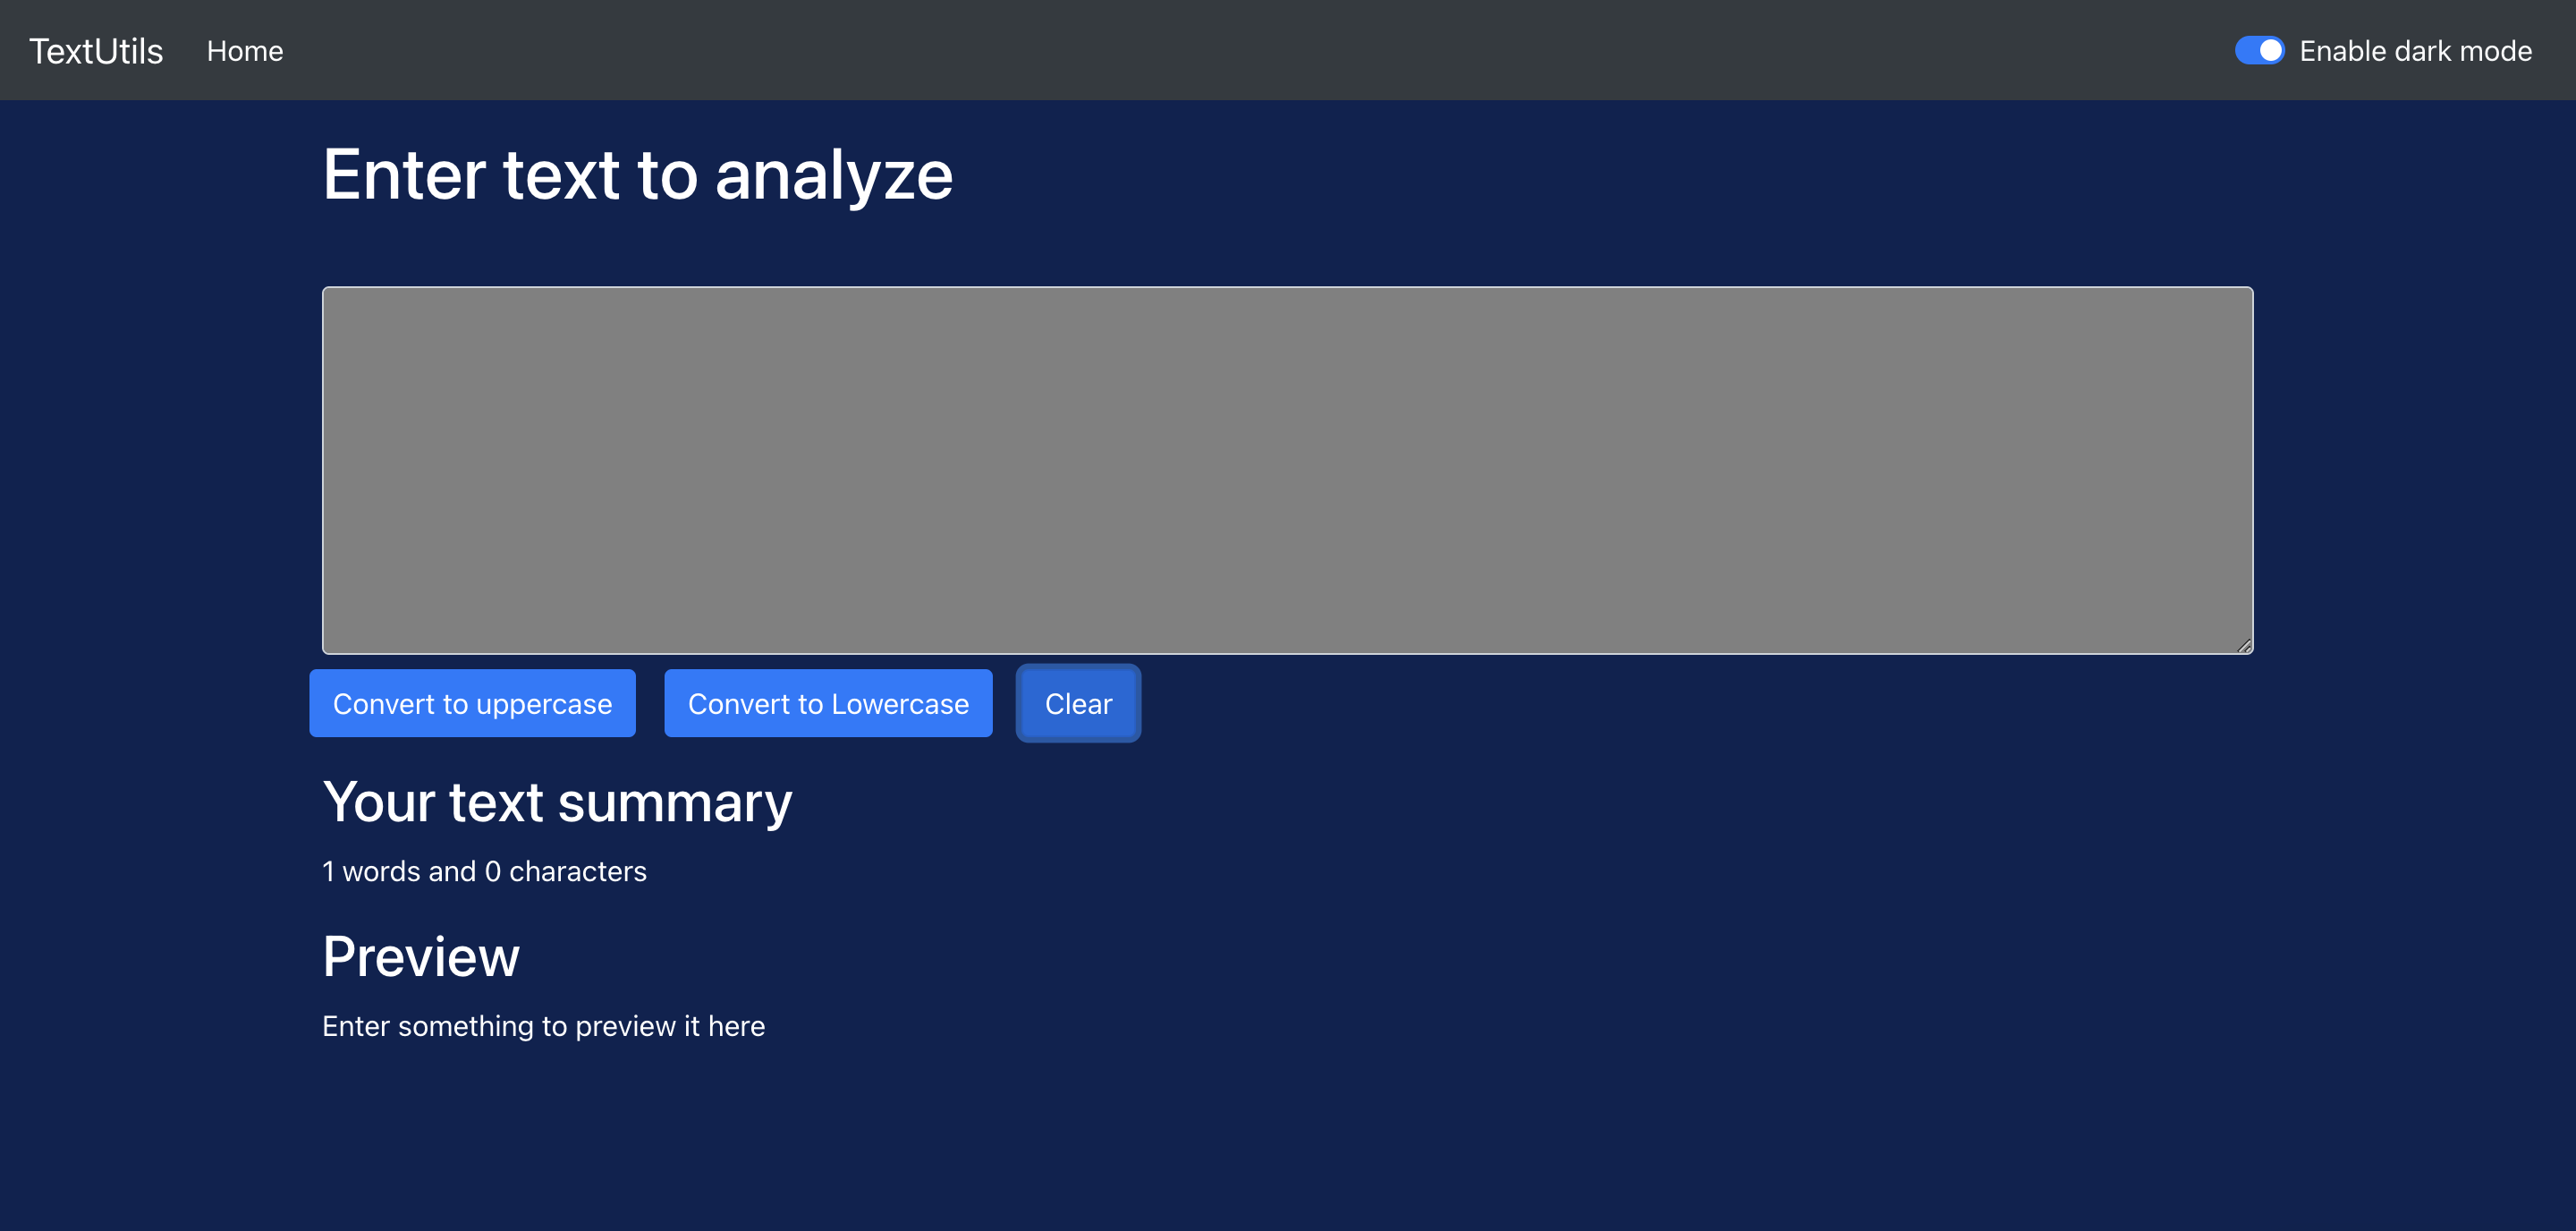 TextUtils Home Enable dark mode
Enter text to analyze
Convert to uppercase Convert to Lowercase Clear
Your text summary
1 words and 0 characters
Preview
Enter something to preview it here